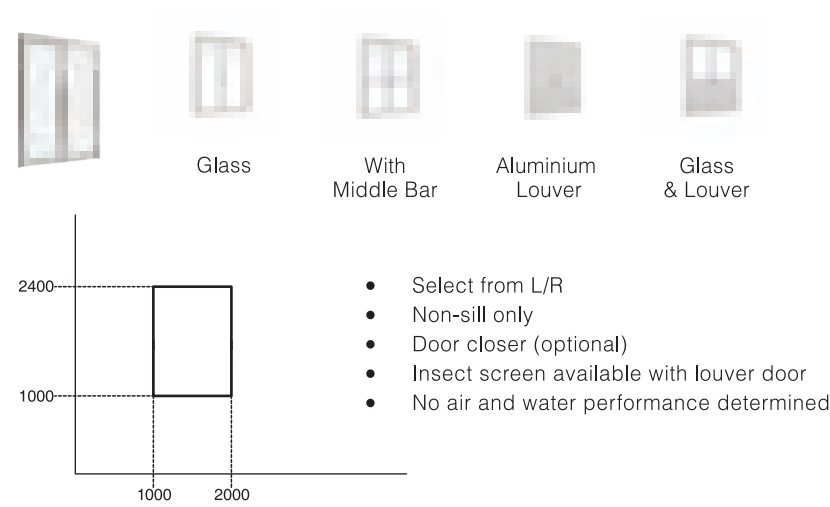 Glass
With
Middle Bar
Aluminium
Louver
Glass
& Louver
2400
1000
1000
2000
• Select from L/R
• Non-sill only
• Door closer (optional)
• Insect screen available with louver door
• No air and water performance determined